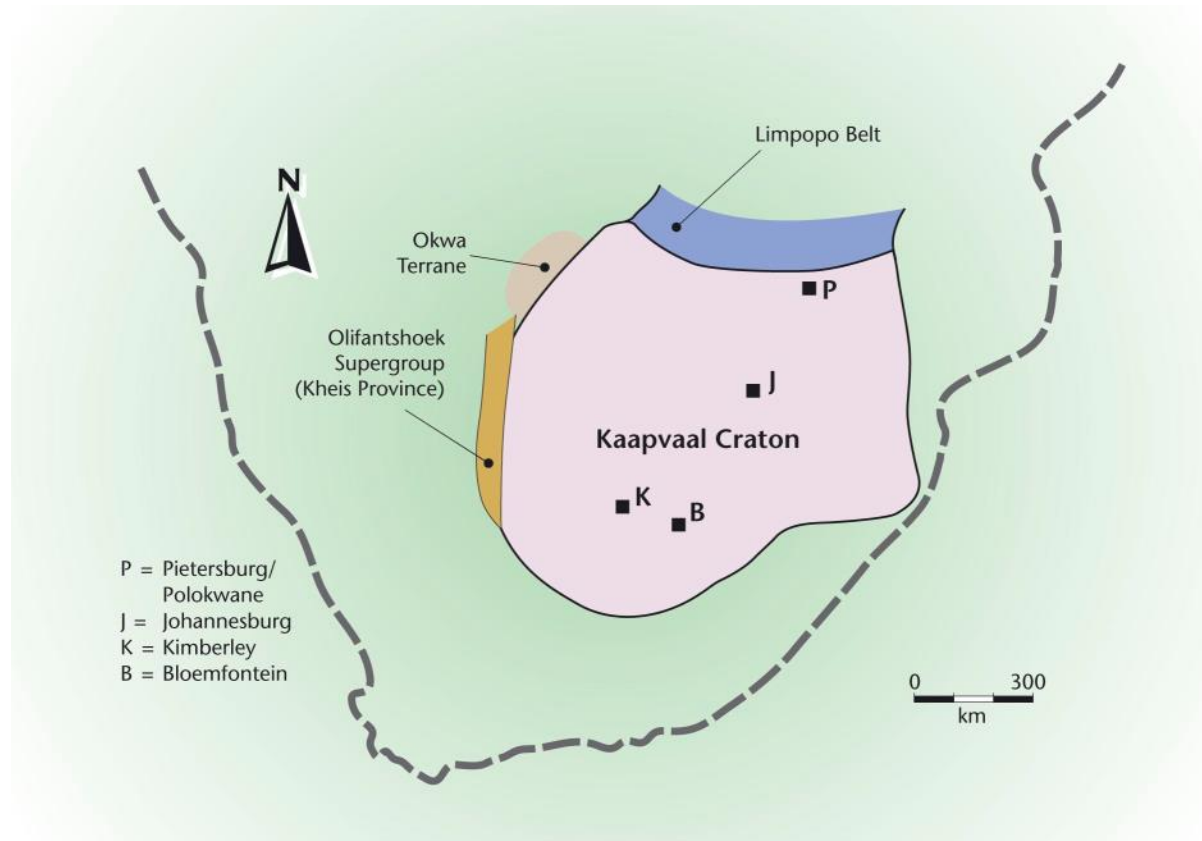 Limpopo Belt
N
Okwa
Terrane
P
Olifantshoek
Supergroup
(Kheis Province)
J
Kaapvaal Craton
K
B
P = Pietersburg/
Polokwane
J = Johannesburg
K = Kimberley
B = Bloemfontein
0 300
km